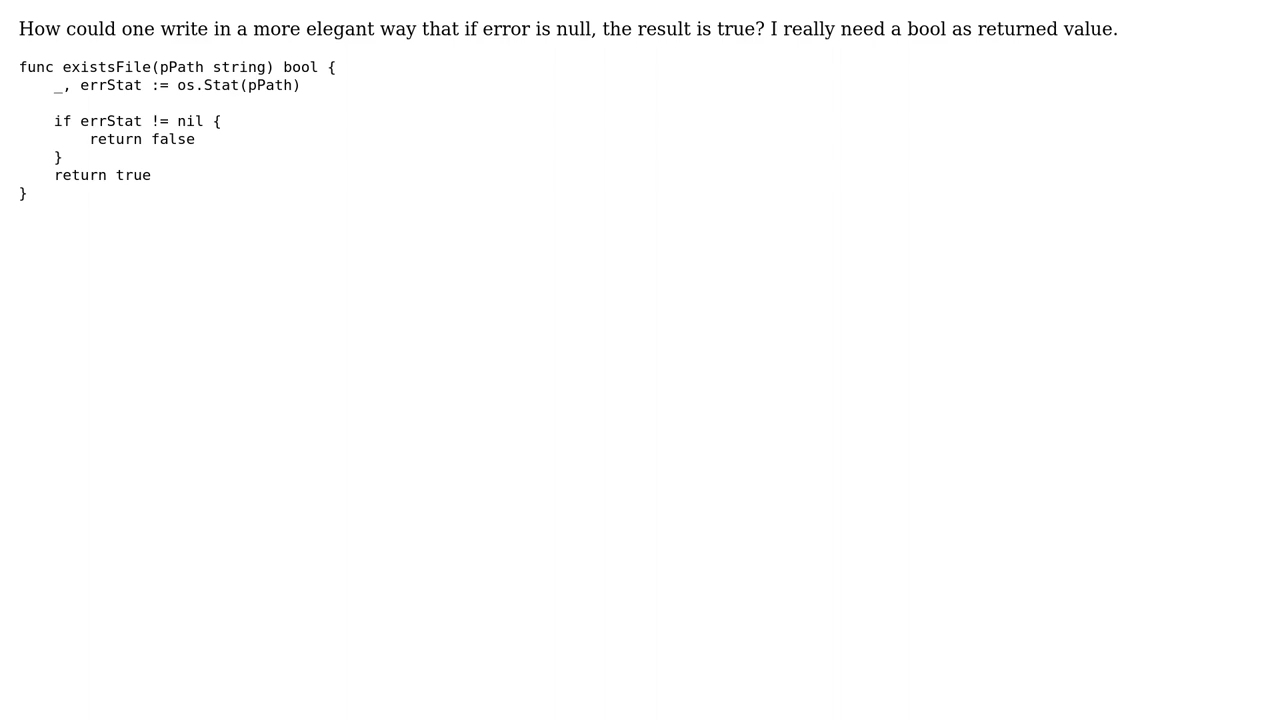 How could one write in a more elegant way that if error is null, the result is true? I really need a bool as returned value.
func existsFile(pPath string) bool {
    _, errStat := os.Stat(pPath)

    if errStat != nil {
        return false
    }
    return true
}